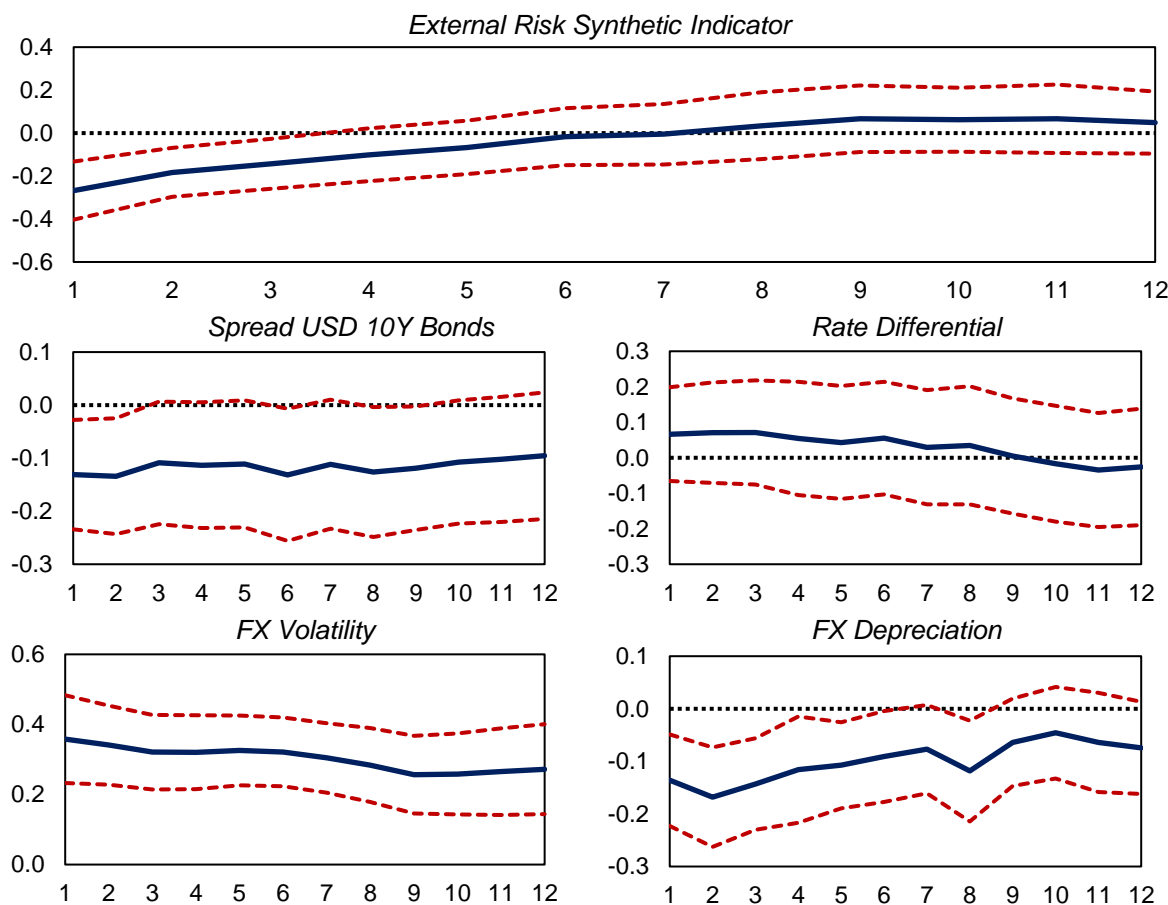 External Risk Synthetic Indicator
0.4
0.2
0.0
-0.2
-0.4
-0.6
1 2 3 4 5 6 7 8 9 10 11 12
Spread USD 10Y Bonds
0.1
0.0
-0.1
-0.2
-0.3
1 2 3 4 5 6 7 8 9 10 11 12
Rate Differential
0.3
0.2
0.1
0.0
-0.1
-0.2
-0.3
1 2 3 4 5 6 7 8 9 10 11 12
FX Volatility
0.6
0.4
0.2
0.0
1 2 3 4 5 6 7 8 9 10 11 12
FX Depreciation
0.1
0.0
-0.1
-0.2
-0.3
1 2 3 4 5 6 7 8 9 10 11 12